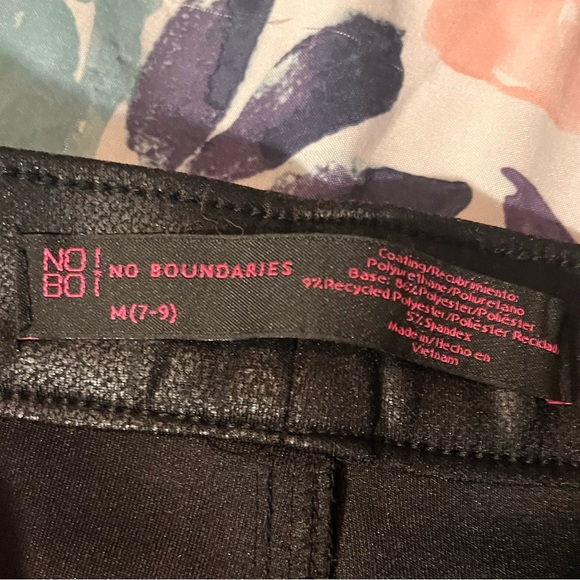 NO!
BO!
NO BOUNDARIES
M(7-9)
Coating/Recubrimiento:
Polyurethane/Poliuretano
Base: 86%Polyester/Poliéster
9%Recycled Polyester/Poliéster Reciclado
5%Spandex
Made in/Hecho en
Vietnam